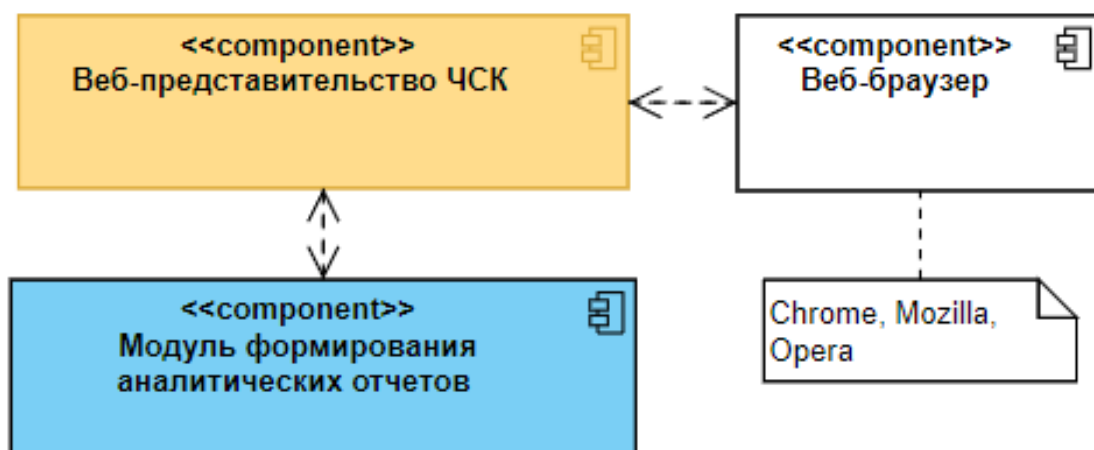 <<component>>
Веб-представительство ЧСК
<<component>>
Веб-браузер
<<component>>
Модуль формирования
аналитических отчетов
Chrome, Mozilla,
Opera